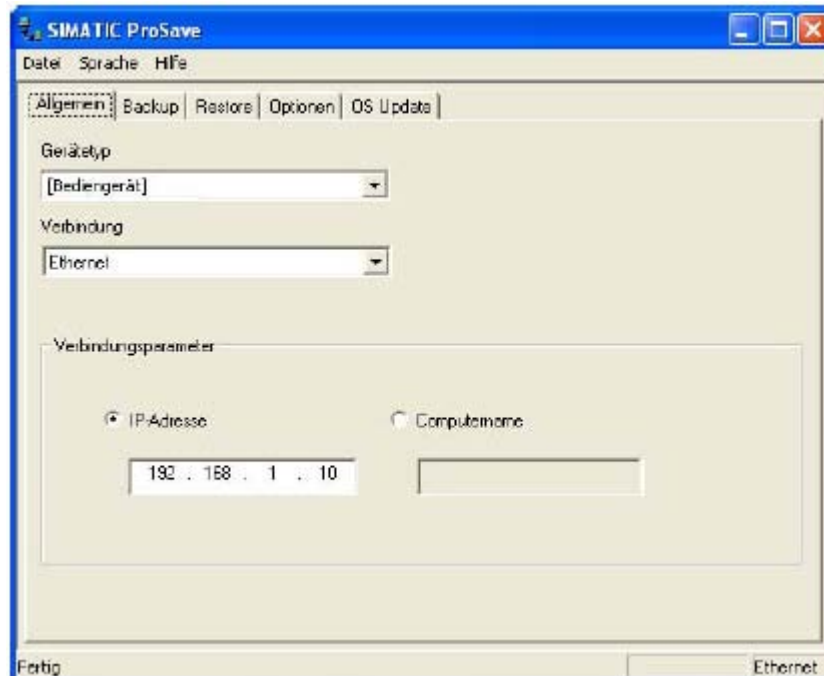 SIMATIC ProSave
Datei Sprache Hilfe
Allgemein Backup Restore Optionen OS Update
Gerätetyp
[Bediengerät]
Verbindung
Ethernet
Verbindungsparameter
IP-Adresse Computername
192 . 168 . 1 . 10
Fertig Ethernet